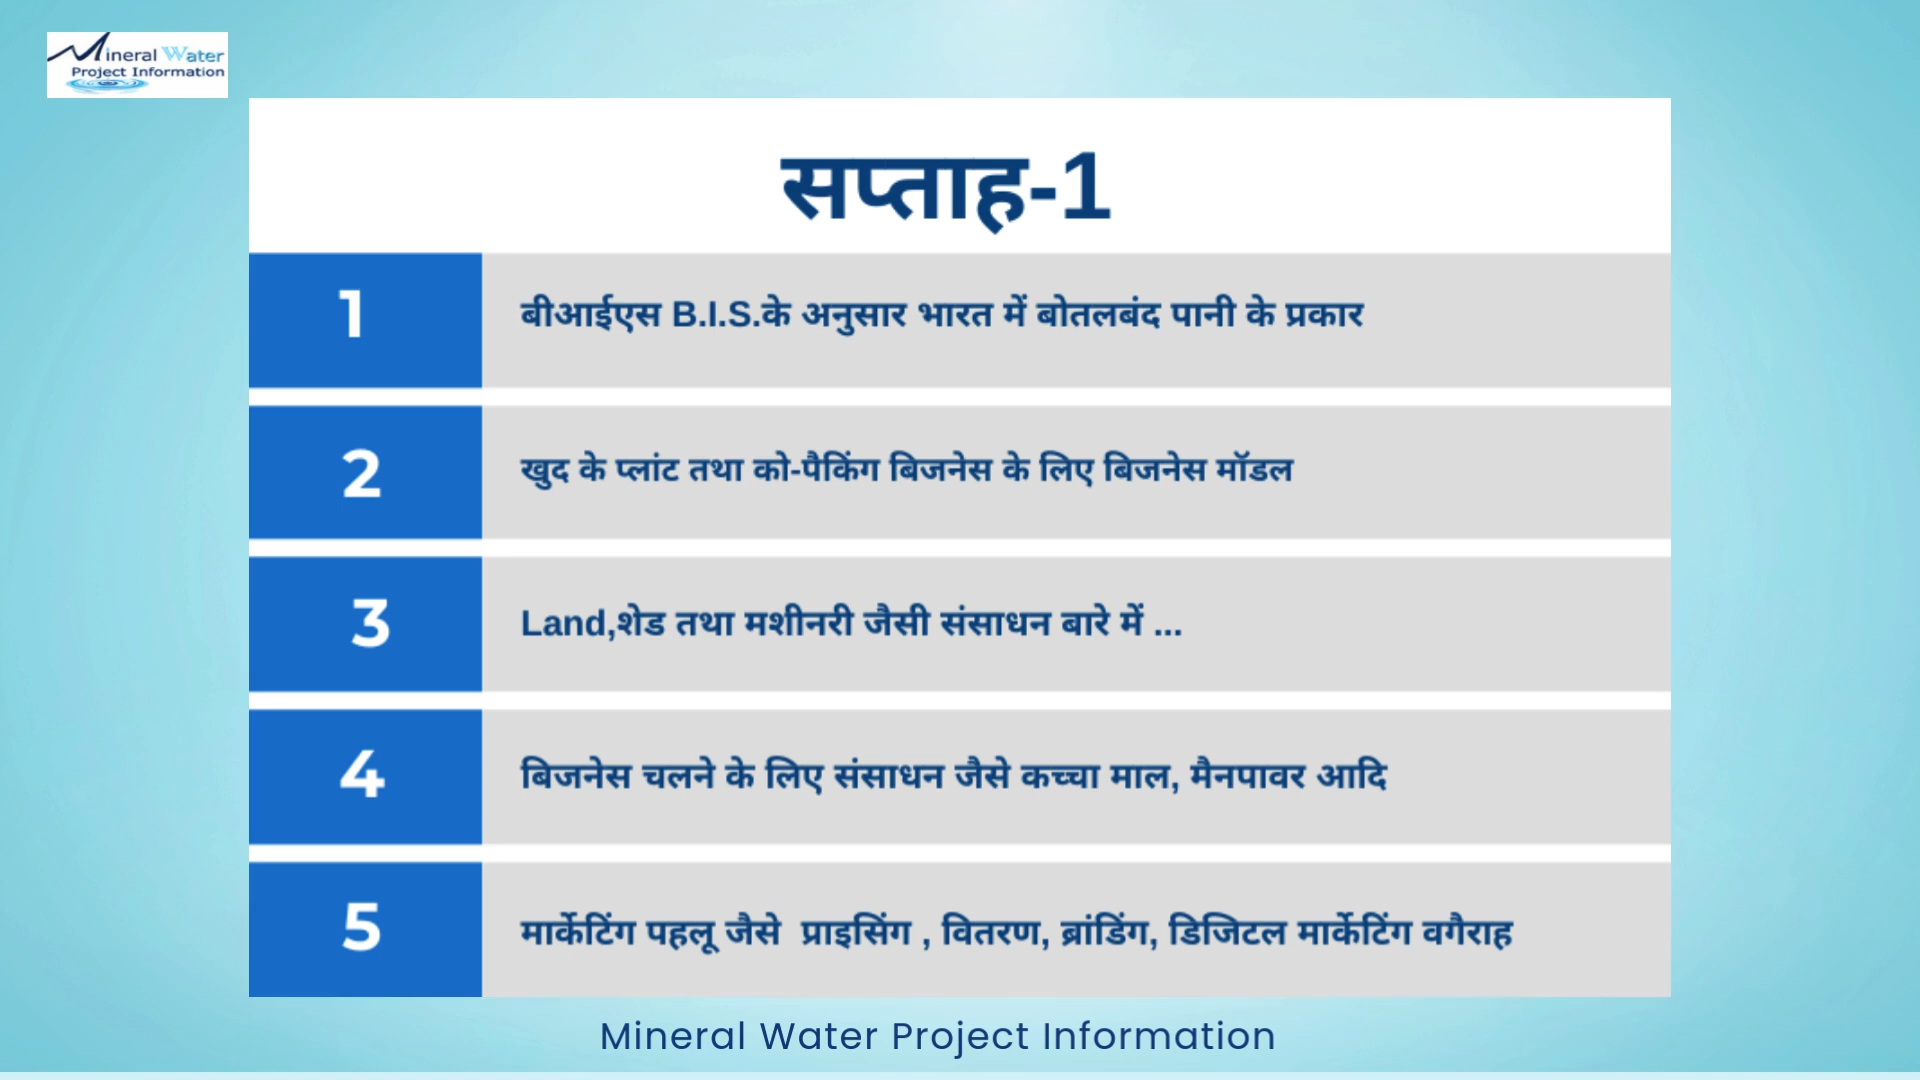 Mineral Water
Project Information
सप्ताह-1
1
बीआईएस B.I.S.के अनुसार भारत में बोतलबंद पानी के प्रकार
2
खुद के प्लांट तथा को-पैकिंग बिजनेस के लिए बिजनेस मॉडल
3
Land,शेड तथा मशीनरी जैसी संसाधन बारे में ...
4
बिजनेस चलने के लिए संसाधन जैसे कच्चा माल, मैनपावर आदि
5
मार्केटिंग पहलू जैसे  प्राइसिंग , वितरण, ब्रांडिंग, डिजिटल मार्केटिंग वगैराह
Mineral Water Project Information